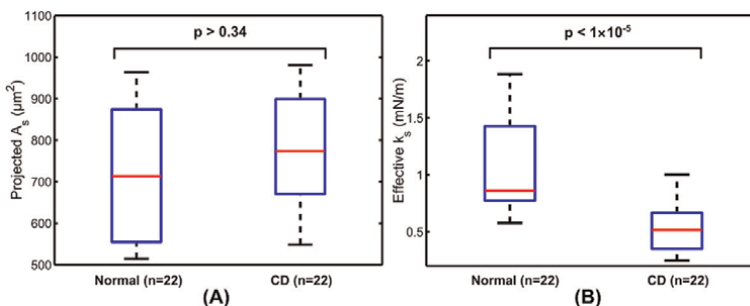 1100
1000
900
800
700
600
500
Projected A_s (µm²)
p > 0.34
Normal (n=22)
CD (n=22)
(A)
2
1.5
1
0.5
Effective k_s (mN/m)
p < 1×10⁻⁵
Normal (n=22)
CD (n=22)
(B)